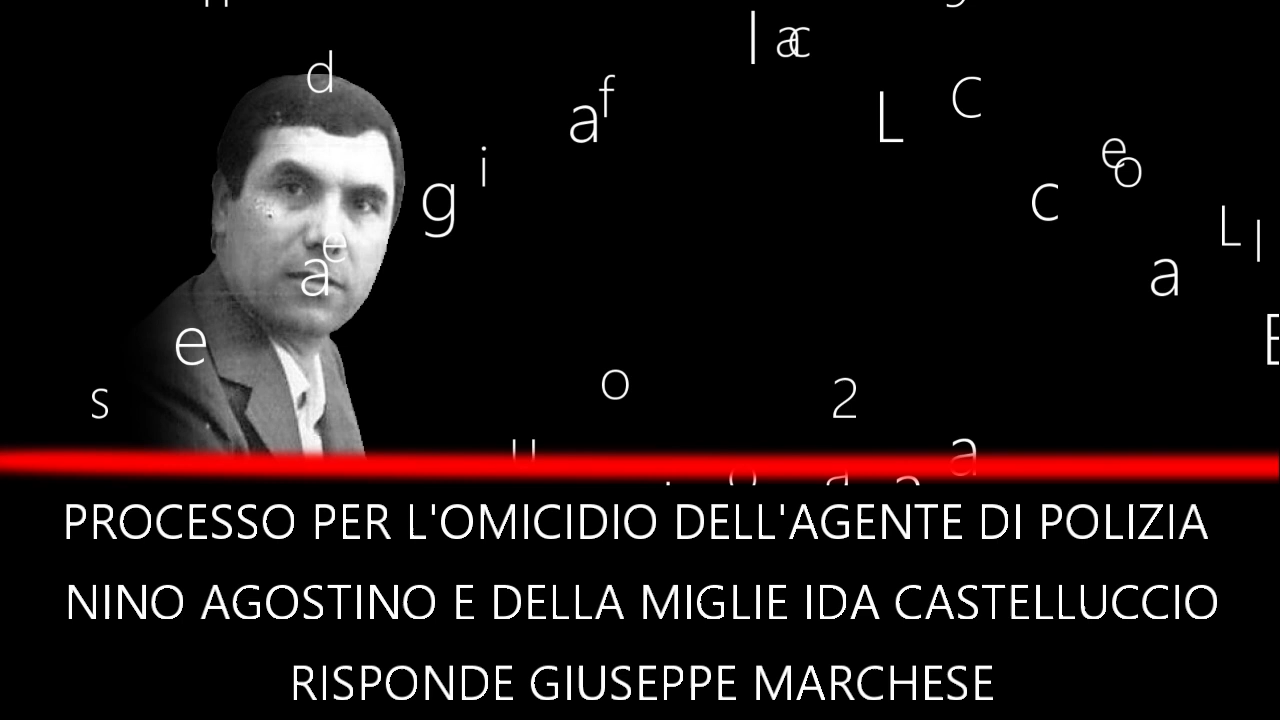 PROCESSO PER L'OMICIDIO DELL'AGENTE DI POLIZIA
NINO AGOSTINO E DELLA MIGLIE IDA CASTELLUCCIO
RISPONDE GIUSEPPE MARCHESE